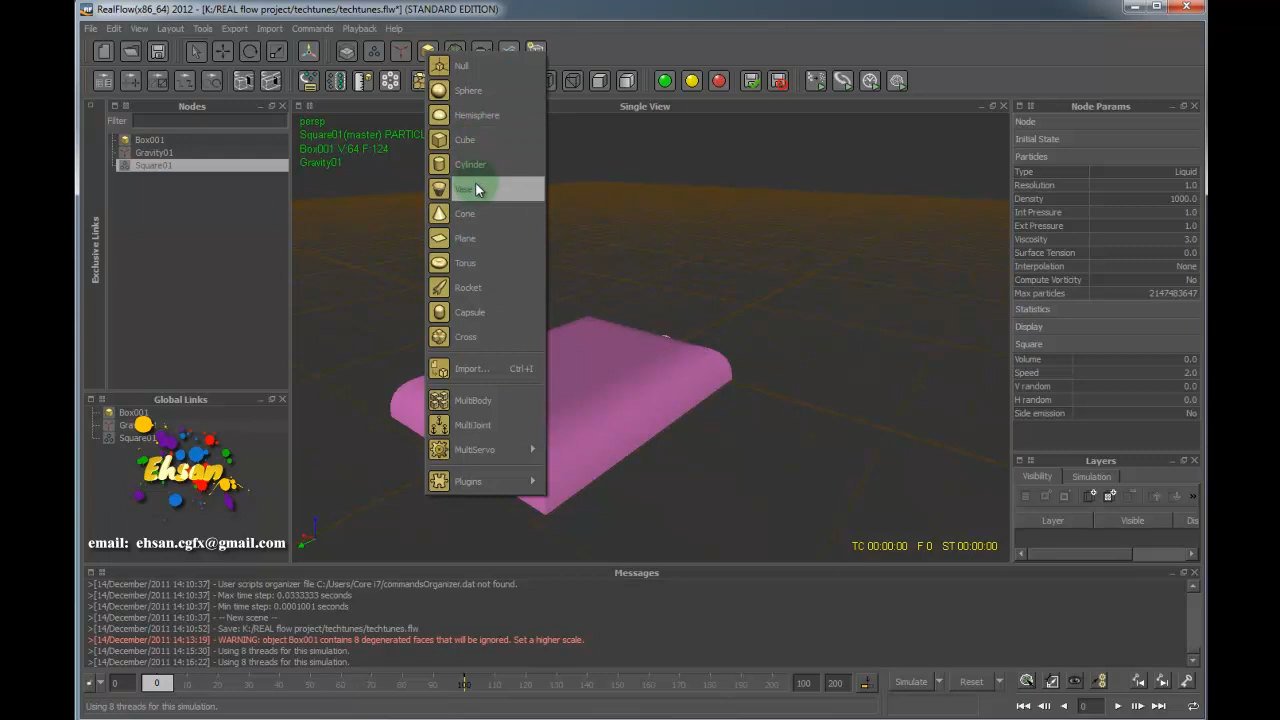 RealFlow(x86_64) 2012 - [K:/REAL flow project/techtunes/techtunes.flw*] (STANDARD EDITION)
File Edit View Layout Tools Export Import Commands Playback Help
Nodes
Filter
Box001
Gravity01
Square01
Global Links
Box001
Square01
Exclusive Links
Ehsan
email: ehsan.cgfx@gmail.com
Single View
persp
Square01(master) PARTIC
Box001 V:64 F:124
Gravity01
Null
Sphere
Hemisphere
Cube
Cylinder
Vase
Cone
Plane
Torus
Rocket
Capsule
Cross
Import... Ctrl+I
MultiBody
MultiJoint
MultiServo
Plugins
TC 00:00:00 F 0 ST 00:00:00
Node Params
Node
Initial State
Particles
Type Liquid
Resolution 1.0
Density 1000.0
Int Pressure 1.0
Ext Pressure 1.0
Viscosity 3.0
Surface Tension 0.0
Interpolation None
Compute Vorticity No
Max particles 2147483647
Statistics
Display
Square
Volume 0.0
Speed 2.0
V random 0.0
H random 0.0
Side emission No
Layers
Visibility Simulation
Layer Visible Dis
Messages
>[14/December/2011 14:10:37] - User scripts organizer file C:/Users/Core i7/commandsOrganizer.dat not found.
>[14/December/2011 14:10:37] - Max time step: 0.0333333 seconds
>[14/December/2011 14:10:37] - Min time step: 0.0001001 seconds
>[14/December/2011 14:10:37] - -- New scene --
>[14/December/2011 14:10:52] - Save: K:/REAL flow project/techtunes/techtunes.flw
>[14/December/2011 14:13:19] - WARNING: object Box001 contains 8 degenerated faces that will be ignored. Set a higher scale.
>[14/December/2011 14:15:30] - Using 8 threads for this simulation.
>[14/December/2011 14:16:22] - Using 8 threads for this simulation.
0 0 10 20 30 40 50 60 70 80 90 100 110 120 130 140 150 160 170 180 190 200 100 200 Simulate Reset
Using 8 threads for this simulation. 0